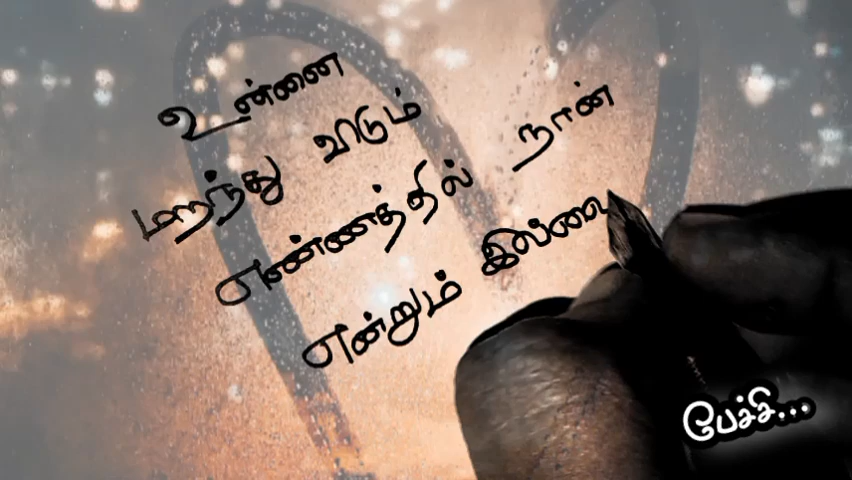 உன்னை
மறந்து விடும்
எண்ணத்தில் நான்
என்றும் இல்லை
பேச்சி...